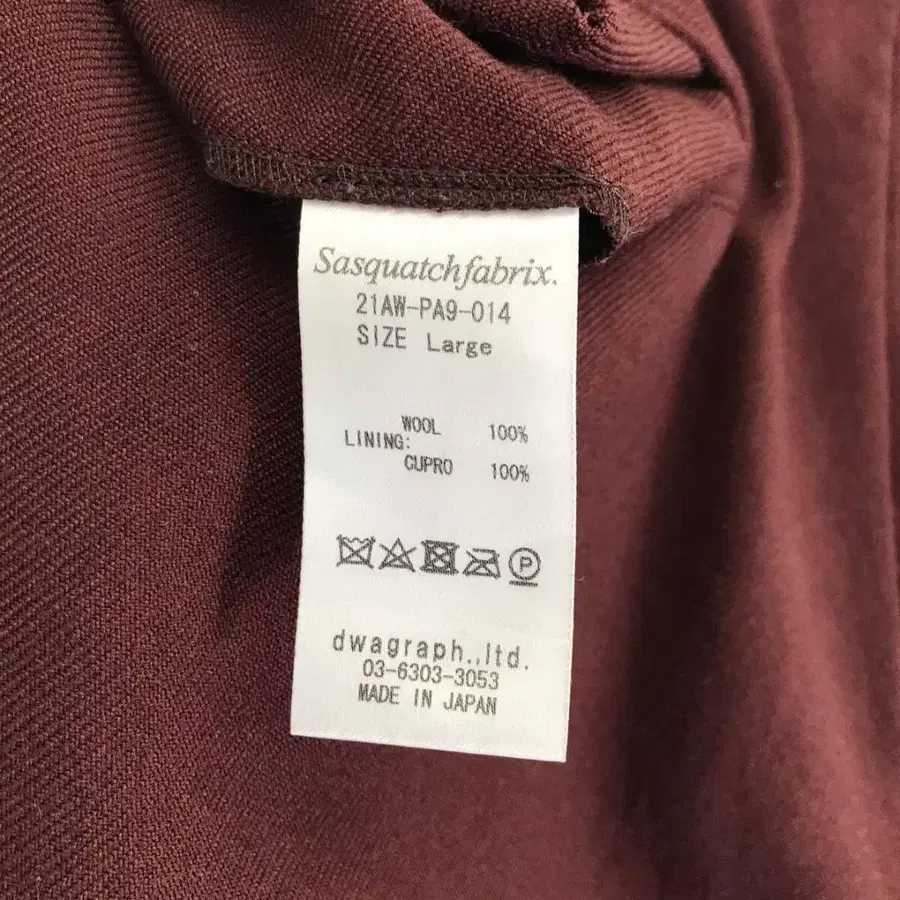 Sasquatchfabrix.
21AW-PA9-014
SIZE Large
WOOL 100%
LINING:
CUPRO 100%
P
dwagraph.,ltd.
03-6303-3053
MADE IN JAPAN